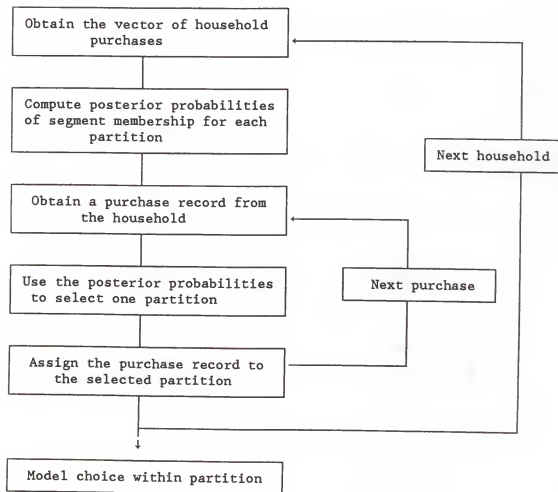 Obtain the vector of household
purchases
Compute posterior probabilities
of segment membership for each
partition
Next household
Obtain a purchase record from
the household
Use the posterior probabilities
to select one partition
Next purchase
Assign the purchase record to
the selected partition
Model choice within partition